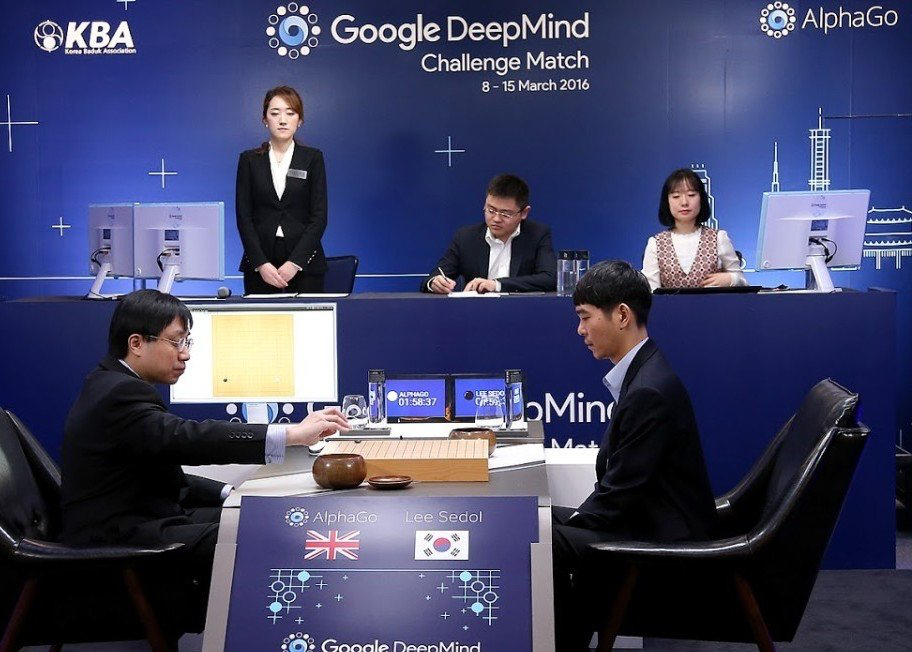 KBA
Korea Baduk Association
Google DeepMind
Challenge Match
8 - 15 March 2016
AlphaGo
ALPHAGO
01:58:37
LEE SEDOL
Match
AlphaGo
Lee Sedol
Google DeepMind